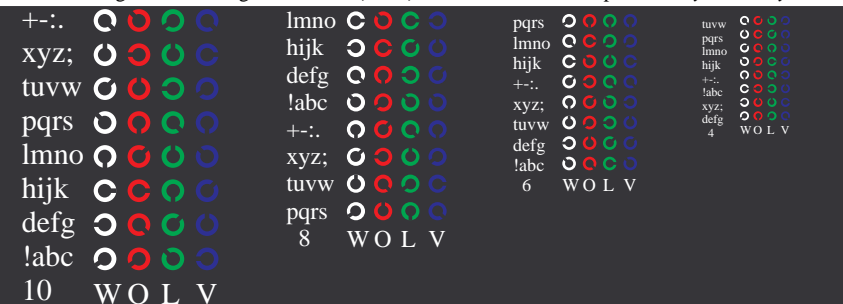 +-:.
xyz;
tuvw
pqrs
lmno
hijk
defg
!abc
10 W O L V
lmno
hijk
defg
!abc
+-:.
xyz;
tuvw
pqrs
8 W O L V
pqrs
lmno
hijk
+-:.
xyz;
tuvw
defg
!abc
6 W O L V
tuvw
pqrs
lmno
hijk
+-:.
!abc
xyz;
defg
4 W O L V